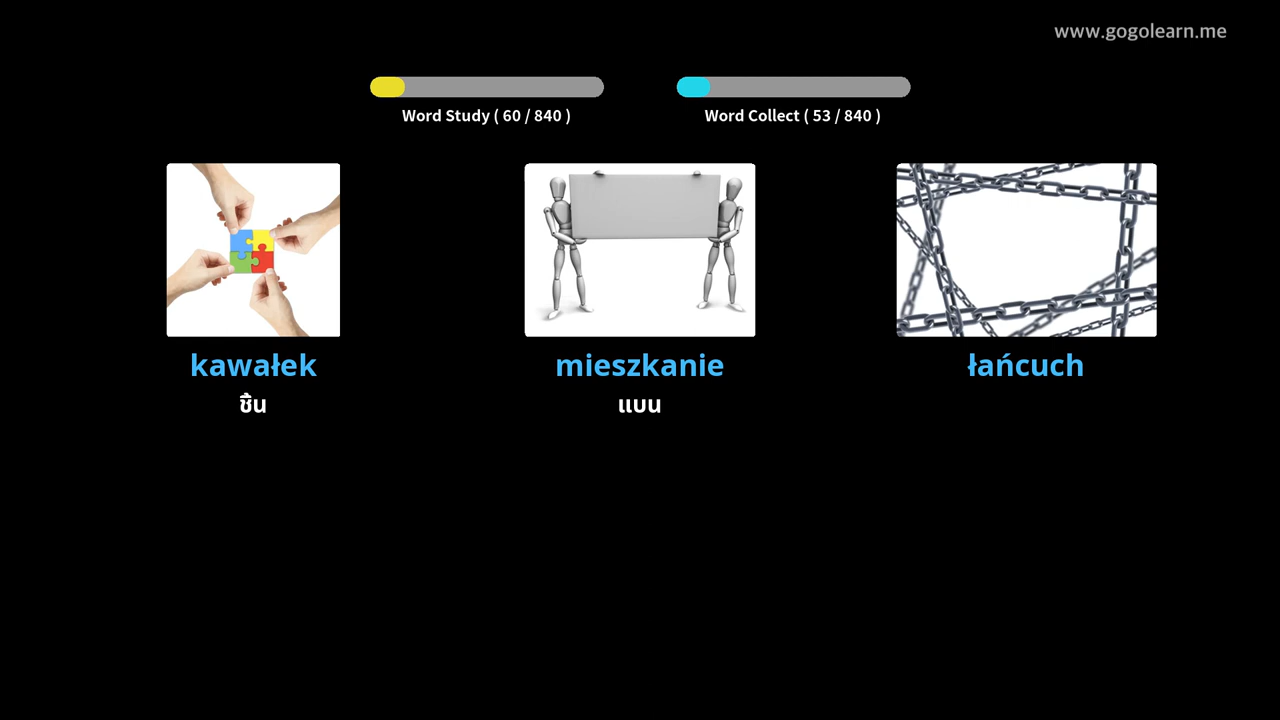 www.gogolearn.me
Word Study ( 60 / 840 )
Word Collect ( 53 / 840 )
kawałek
mieszkanie
łańcuch
ชิ้น
แบน